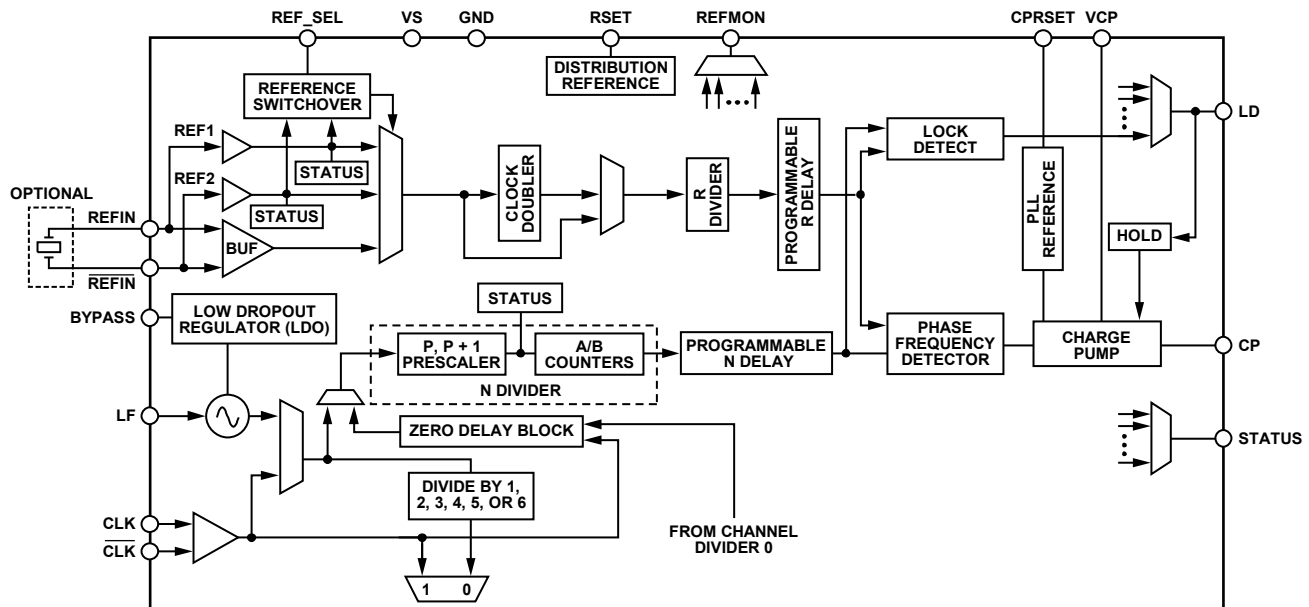 REF_SEL
VS
GND
RSET
REFMON
CPRSET
VCP
DISTRIBUTION
REFERENCE
REFERENCE
SWITCHOVER
REF1
STATUS
REF2
STATUS
BUF
OPTIONAL
REFIN
REFIN
CLOCK
DOUBLER
R
DIVIDER
PROGRAMMABLE
R DELAY
LOCK
DETECT
PLL
REFERENCE
LD
HOLD
BYPASS
LOW DROPOUT
REGULATOR (LDO)
STATUS
P, P + 1
PRESCALER
A/B
COUNTERS
N DIVIDER
PROGRAMMABLE
N DELAY
PHASE
FREQUENCY
DETECTOR
CHARGE
PUMP
CP
LF
ZERO DELAY BLOCK
STATUS
DIVIDE BY 1,
2, 3, 4, 5, OR 6
CLK
CLK
FROM CHANNEL
DIVIDER 0
1 0